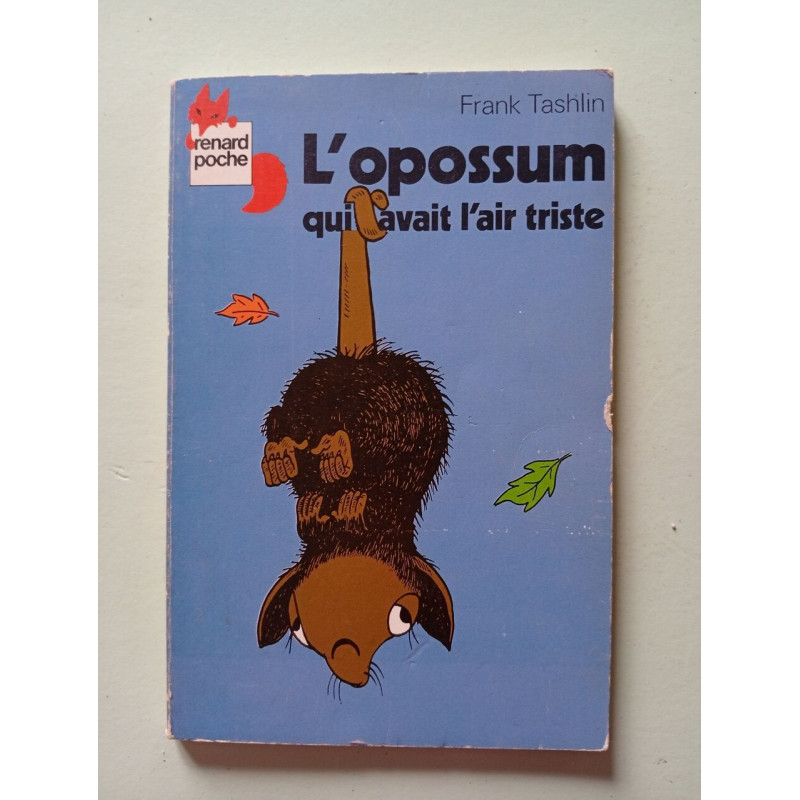 Frank Tashlin
renard
poche
L'opossum
qui avait l'air triste